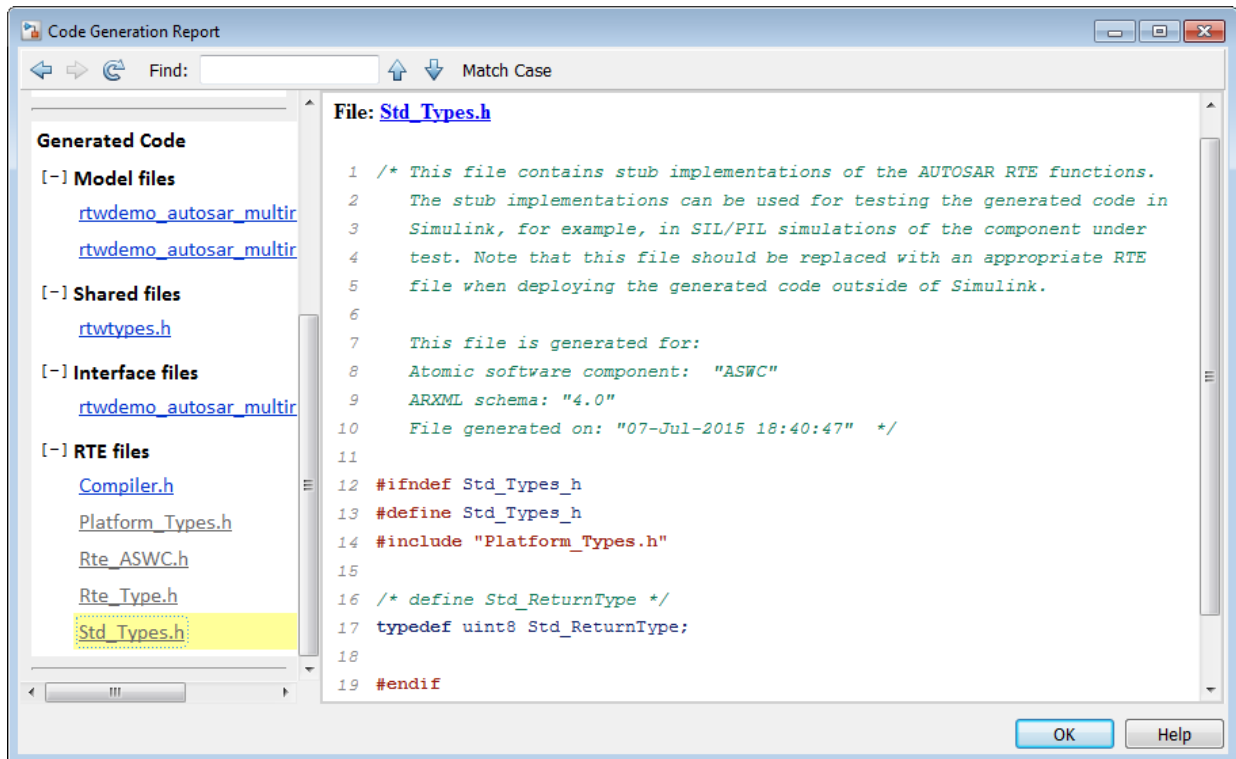 Code Generation Report
Find: Match Case
Generated Code
[-] Model files
rtwdemo_autosar_multir
rtwdemo_autosar_multir
[-] Shared files
rtwtypes.h
[-] Interface files
rtwdemo_autosar_multir
[-] RTE files
Compiler.h
Platform_Types.h
Rte_ASWC.h
Rte_Type.h
Std_Types.h
File: Std_Types.h
1 /* This file contains stub implementations of the AUTOSAR RTE functions.
2 The stub implementations can be used for testing the generated code in
3 Simulink, for example, in SIL/PIL simulations of the component under
4 test. Note that this file should be replaced with an appropriate RTE
5 file when deploying the generated code outside of Simulink.
6
7 This file is generated for:
8 Atomic software component: "ASWC"
9 ARXML schema: "4.0"
10 File generated on: "07-Jul-2015 18:40:47" */
11
12 #ifndef Std_Types_h
13 #define Std_Types_h
14 #include "Platform_Types.h"
15
16 /* define Std_ReturnType */
17 typedef uint8 Std_ReturnType;
18
19 #endif
OK Help